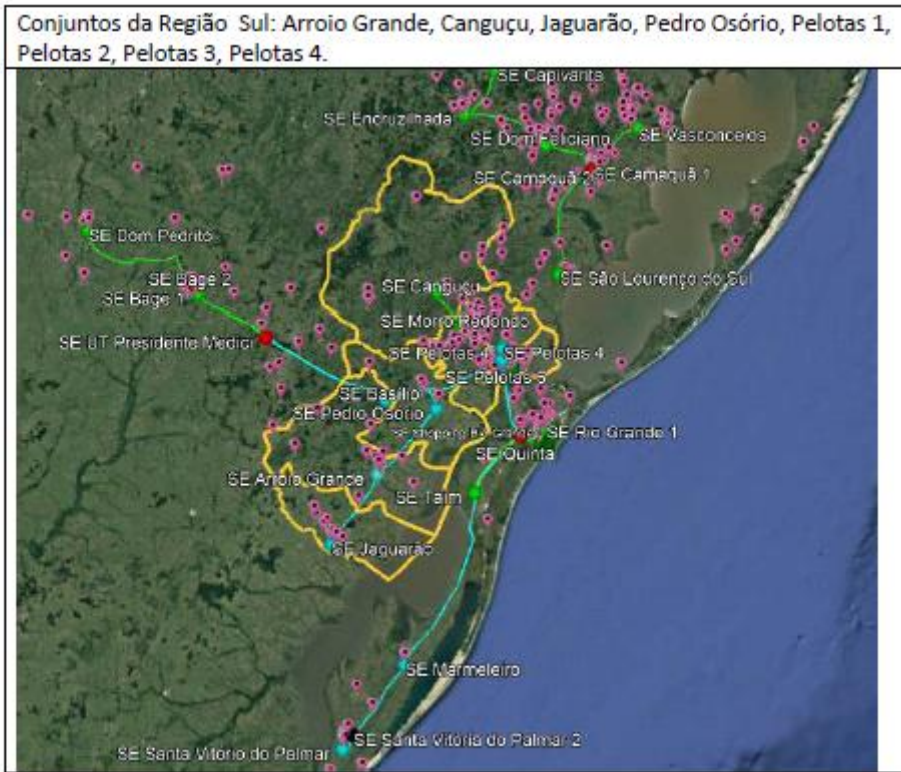 Conjuntos da Região Sul: Arroio Grande, Canguçu, Jaguarão, Pedro Osório, Pelotas 1,
Pelotas 2, Pelotas 3, Pelotas 4.
SE Capivarita
SE Encruzilhada
SE Dom Feliciano
SE Vasconcelos
SE Camaquã 2
SE Camaquã 1
SE Dom Pedrito
SE Bagé 2
SE Bagé 1
SE Canguçu
SE São Lourenço do Sul
SE Morro Redondo
SE UT Presidente Medici
SE Pelotas 4
SE Pelotas 4
SE Pelotas 5
SE Basílio
SE Pedro Osório
SE Rio Grande 1
SE Quinta
SE Arroio Grande
SE Taim
SE Jaguarão
SE Marmeleiro
SE Santa Vitória do Palmar 2
SE Santa Vitório do Palmar